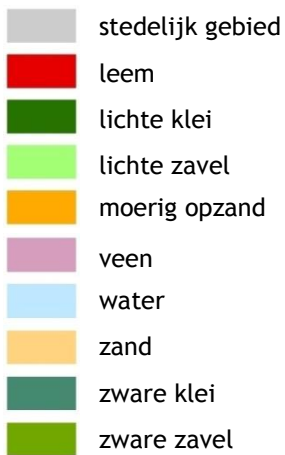 stedelijk gebied
leem
lichte klei
lichte zavel
moerig opzand
veen
water
zand
zware klei
zware zavel